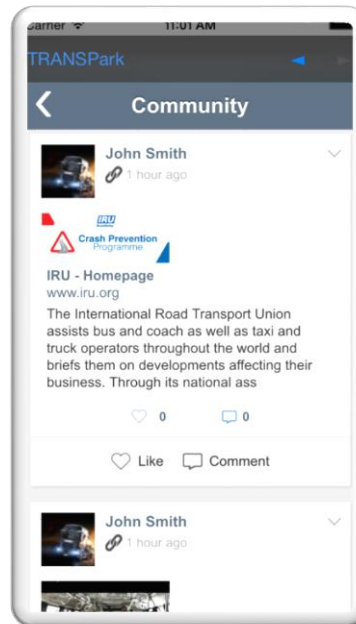 Carrier 11:01 AM
TRANSPark
Community
John Smith
1 hour ago
IRU
Academy
Crash Prevention
Programme
IRU - Homepage
www.iru.org
The International Road Transport Union
assists bus and coach as well as taxi and
truck operators throughout the world and
briefs them on developments affecting their
business. Through its national ass
0 0
Like Comment
John Smith
1 hour ago